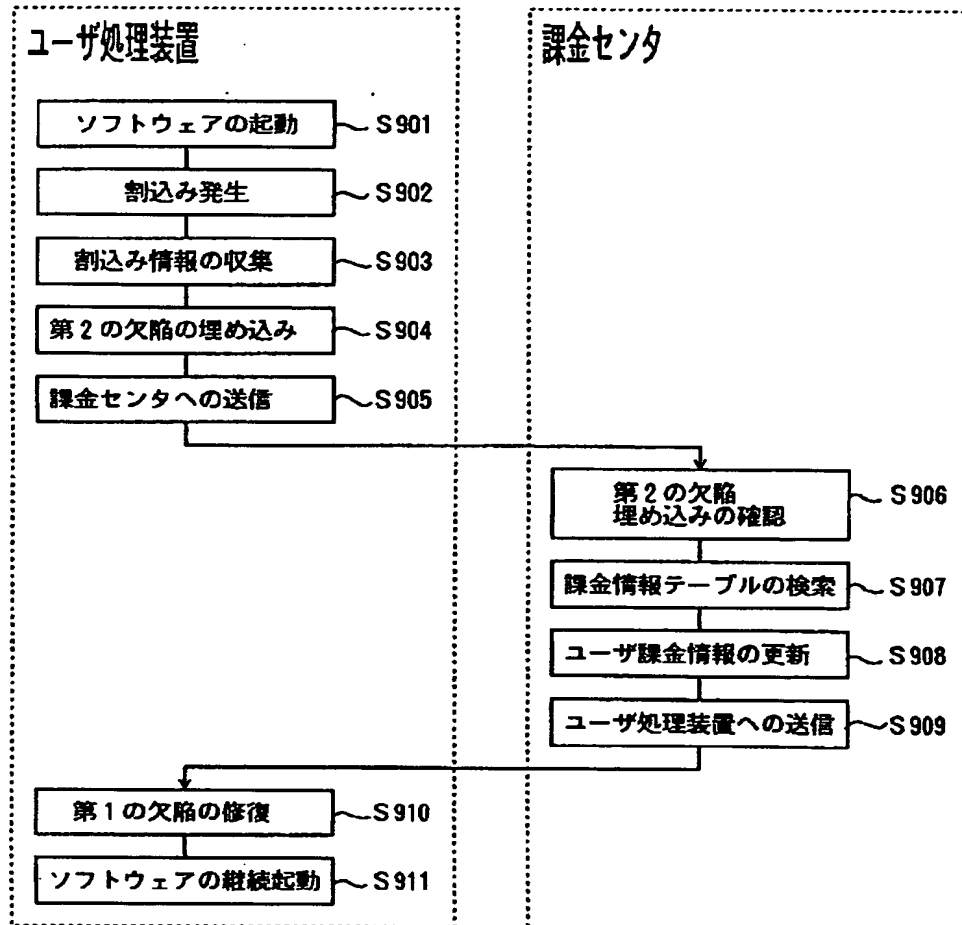 ユーザ処理装置
ソフトウェアの起動 S901
割込み発生 S902
割込み情報の収集 S903
第2の欠陥の埋め込み S904
課金センタへの送信 S905
課金センタ
第2の欠陥
埋め込みの確認 S906
課金情報テーブルの検索 S907
ユーザ課金情報の更新 S908
ユーザ処理装置への送信 S909
第1の欠陥の修復 S910
ソフトウェアの継続起動 S911